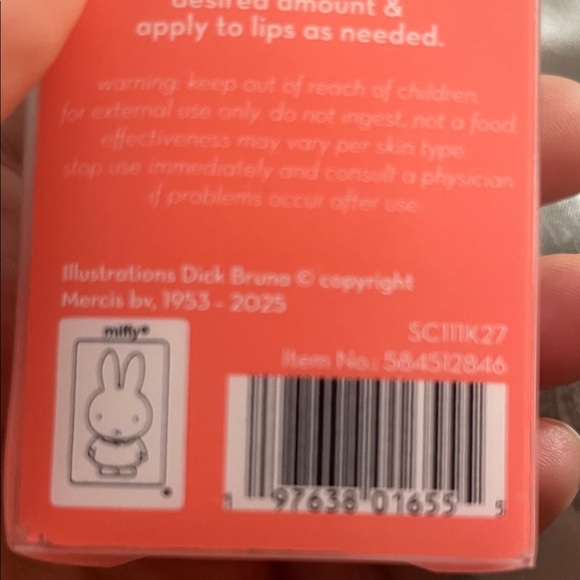 desired amount &
apply to lips as needed.
warning: keep out of reach of children.
for external use only. do not ingest, not a food.
effectiveness may vary per skin type.
stop use immediately and consult a physician
if problems occur after use.
Illustrations Dick Bruna © copyright
Mercis bv, 1953 - 2025
miffy®
SC111K27
Item No.: 584512846
1 97638 01655 5